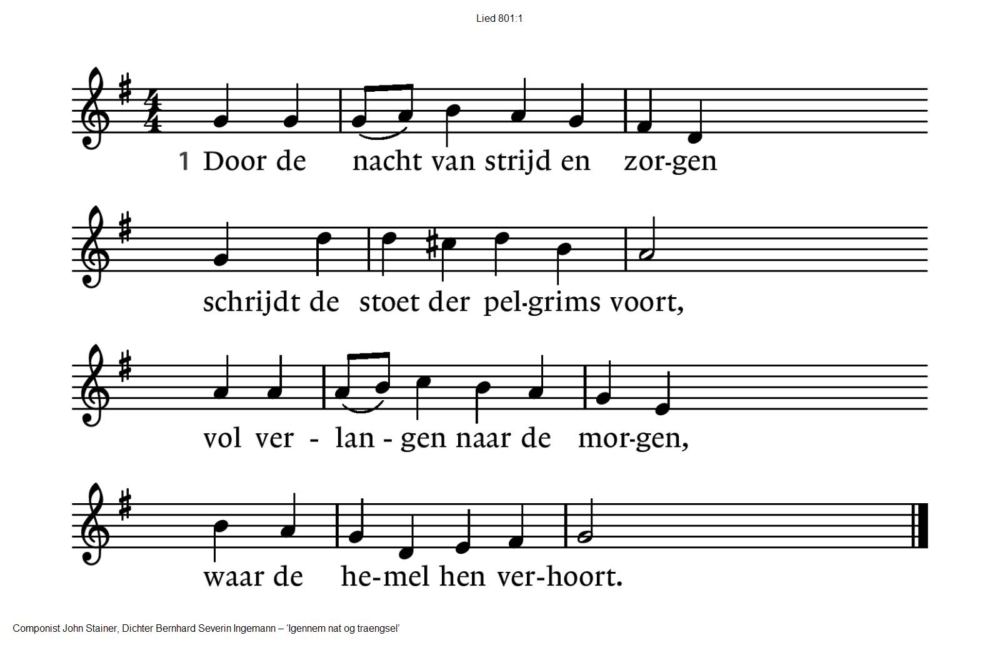 Lied 801:1
1 Door de nacht van strijd en zor-gen
schrijdt de stoet der pel-grims voort,
vol ver - lan - gen naar de mor-gen,
waar de he-mel hen ver-hoort.
Componist John Stainer, Dichter Bernhard Severin Ingemann – ‘Igennem nat og traengsel’